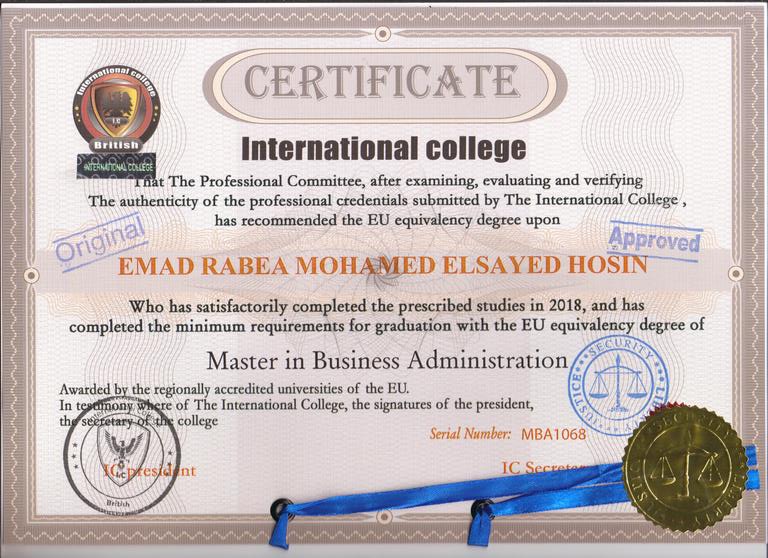 CERTIFICATE
International college
British
I.C
INTERNATIONAL COLLEGE
International college
That The Professional Committee, after examining, evaluating and verifying
The authenticity of the professional credentials submitted by The International College ,
has recommended the EU equivalency degree upon
Original
Approved
EMAD RABEA MOHAMED ELSAYED HOSIN
Who has satisfactorily completed the prescribed studies in 2018, and has
completed the minimum requirements for graduation with the EU equivalency degree of
Master in Business Administration
SECURITY
JUSTICE
Awarded by the regionally accredited universities of the EU.
In testimony where of The International College, the signatures of the president,
the secretary of the college
Serial Number: MBA1068
IC president
IC
British
IC Secreta